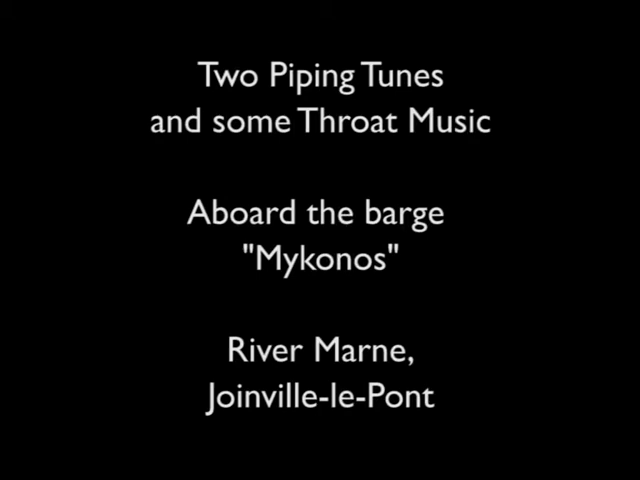 Two Piping Tunes
and some Throat Music
Aboard the barge
"Mykonos"
River Marne,
Joinville-le-Pont